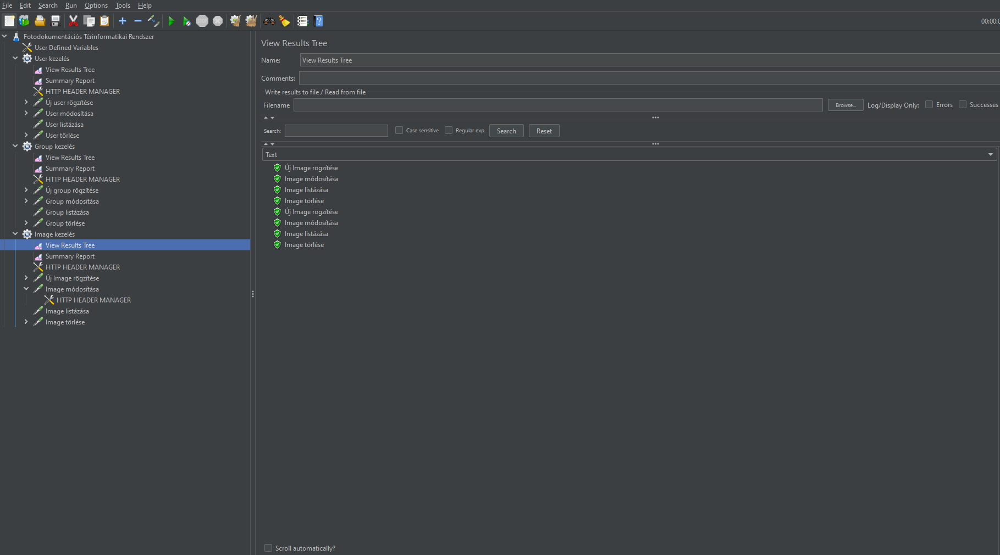 File Edit Search Run Options Tools Help
STOP
00:00:0
Fotodokumentációs Térinformatikai Rendszer
User Defined Variables
User kezelés
View Results Tree
Summary Report
HTTP HEADER MANAGER
Új user rögzítése
User módosítása
User listázása
User törlése
Group kezelés
View Results Tree
Summary Report
HTTP HEADER MANAGER
Új group rögzítése
Group módosítása
Group listázása
Group törlése
Image kezelés
View Results Tree
Summary Report
HTTP HEADER MANAGER
Új Image rögzítése
Image módosítása
HTTP HEADER MANAGER
Image listázása
Image törlése
View Results Tree
Name: View Results Tree
Comments:
Write results to file / Read from file
Filename Browse... Log/Display Only: Errors Successes
Search: Case sensitive Regular exp. Search Reset
Text
Új Image rögzítése
Image módosítása
Image listázása
Image törlése
Új Image rögzítése
Image módosítása
Image listázása
Image törlése
Scroll automatically?